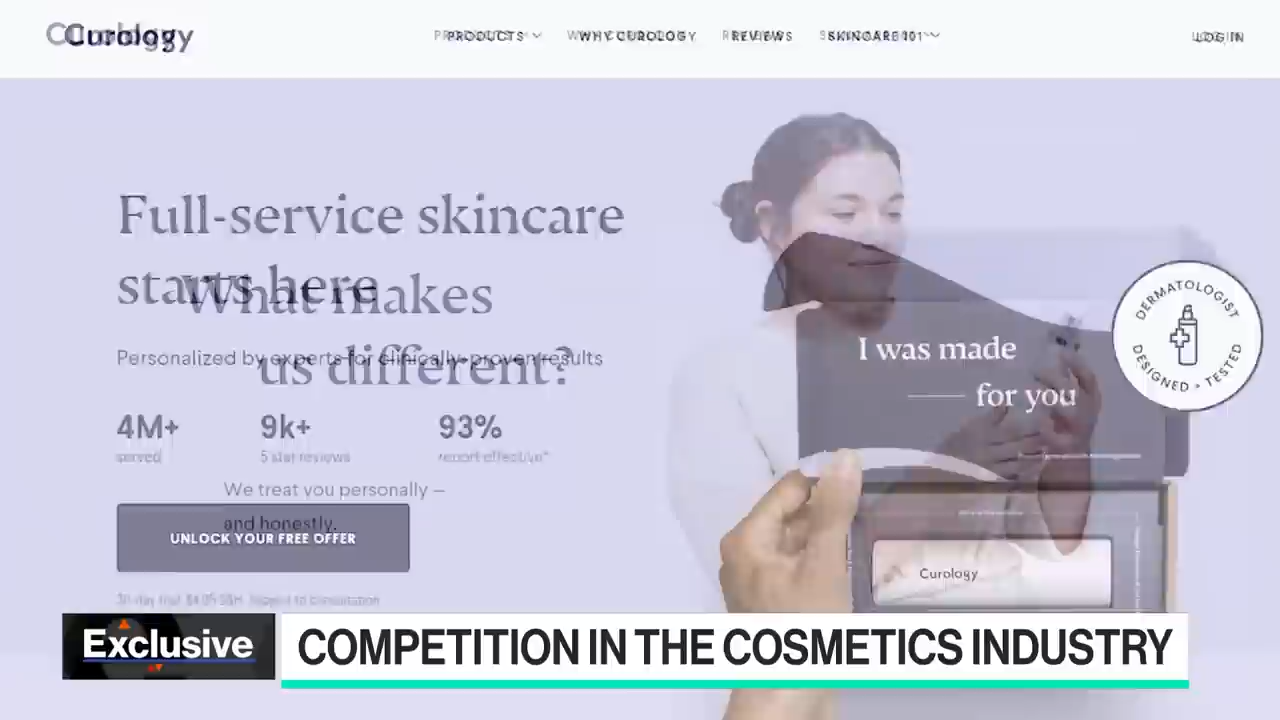 Curology
PRODUCTS
WHY CUROLOGY
REVIEWS
SKINCARE 101
LOG IN
Full-service skincare
starts here
What makes
us different?
Personalized by experts for clinically-proven results
4M+ 9k+ 93%
served 5 star reviews report effective*
We treat you personally —
and honestly.
UNLOCK YOUR FREE OFFER
I was made
for you
DERMATOLOGIST
DESIGNED + TESTED
Curology
Exclusive
COMPETITION IN THE COSMETICS INDUSTRY